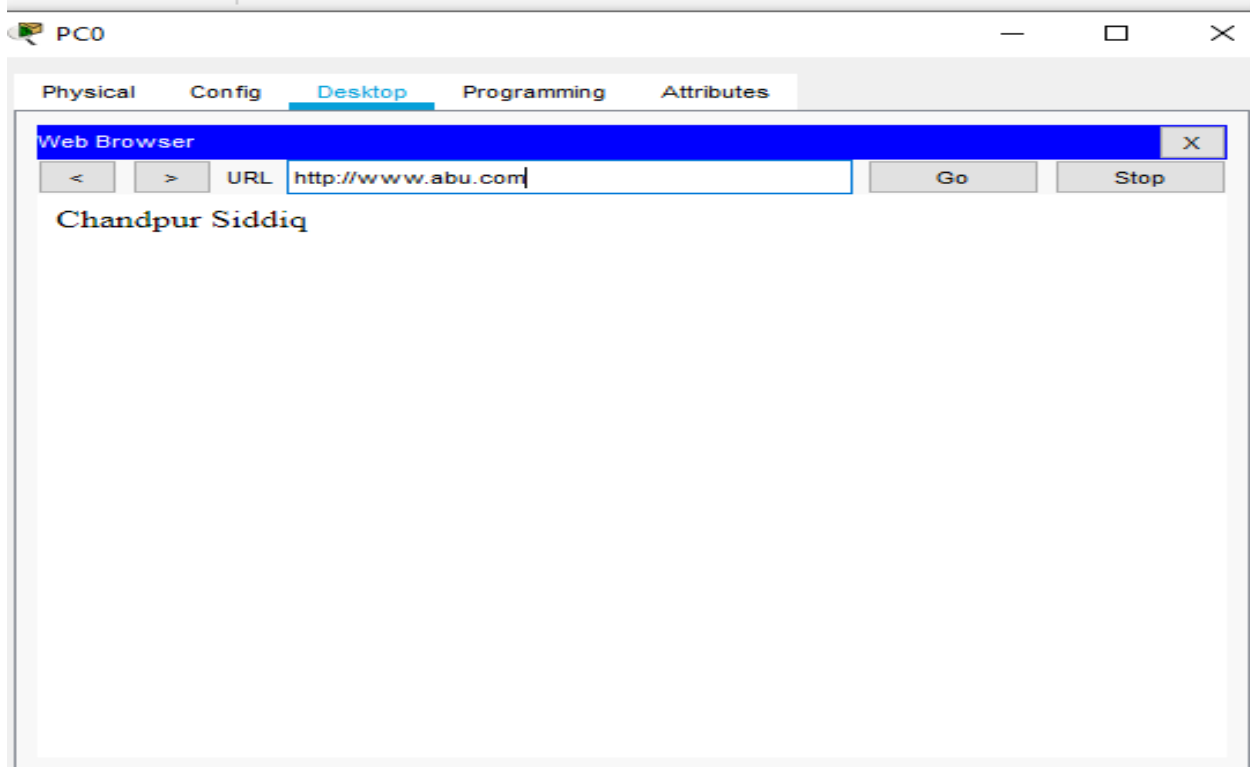 PC0
Physical Config Desktop Programming Attributes
Web Browser X
< > URL http://www.abu.com Go Stop
Chandpur Siddiq